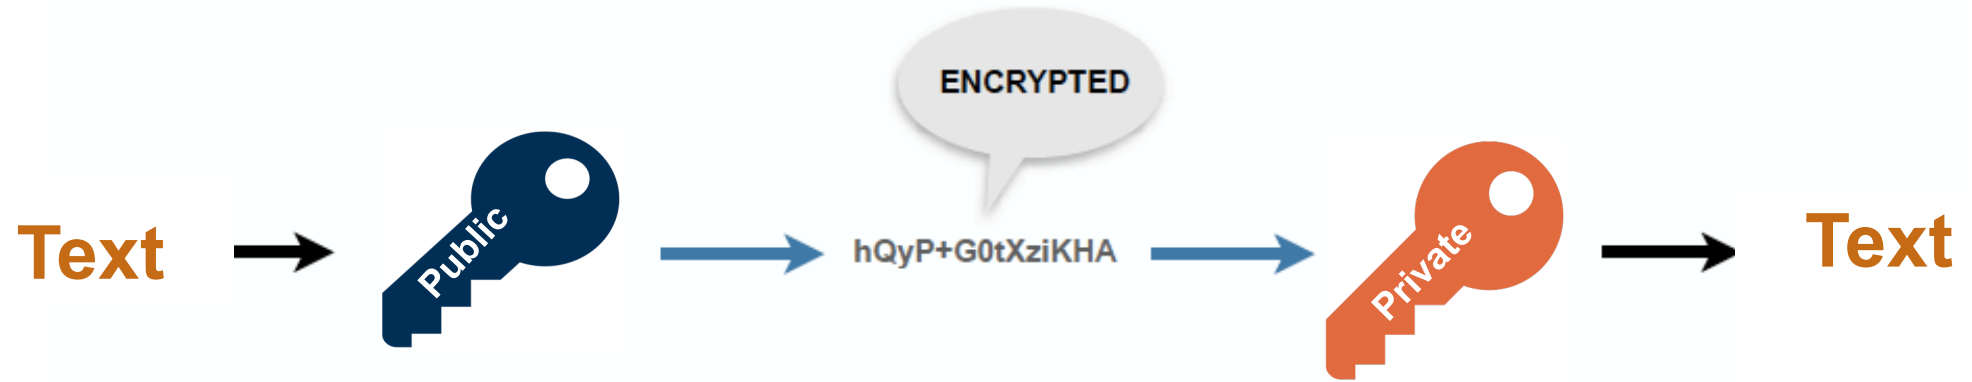 Text
Public
ENCRYPTED
hQyP+G0tXziKHA
Private
Text